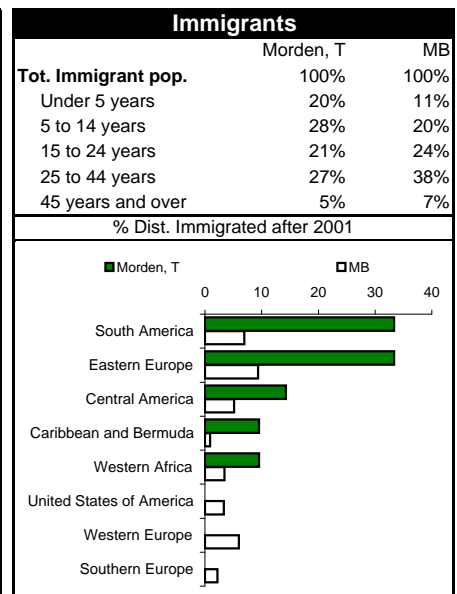 Immigrants
Morden, T MB
Tot. Immigrant pop. 100% 100%
Under 5 years 20% 11%
5 to 14 years 28% 20%
15 to 24 years 21% 24%
25 to 44 years 27% 38%
45 years and over 5% 7%
% Dist. Immigrated after 2001
Morden, T MB
0 10 20 30 40
South America
Eastern Europe
Central America
Caribbean and Bermuda
Western Africa
United States of America
Western Europe
Southern Europe